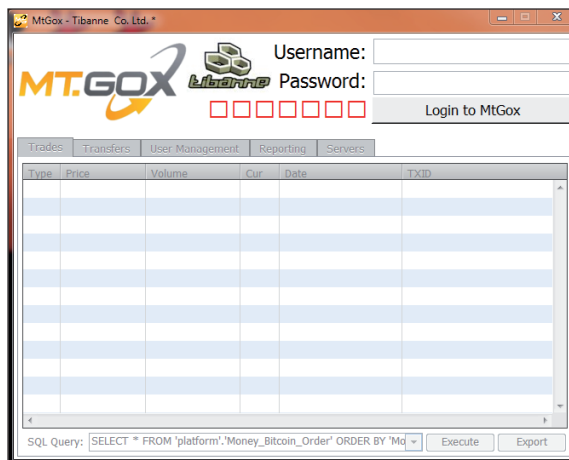 MtGox - Tibanne Co. Ltd. *
MT.GOX
tibanne
Username:
Password:
Login to MtGox
Trades Transfers User Management Reporting Servers
Type Price Volume Cur Date TXID
SQL Query: SELECT * FROM 'platform'.'Money_Bitcoin_Order' ORDER BY 'Mo Execute Export